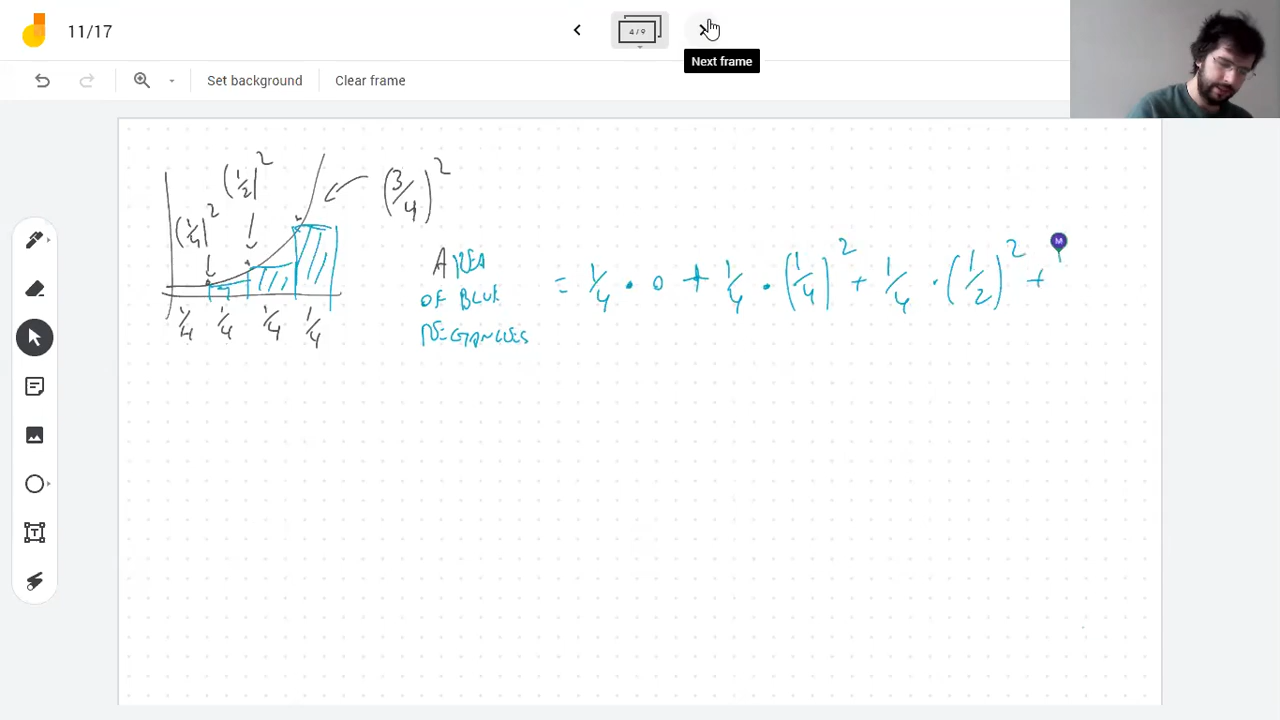 11/17
4/9
Next frame
Set background
Clear frame
(1/2)²
(3/4)²
(1/4)²
1/4 1/4 1/4 1/4
AREA
OF BLUE
RECTANGLES
= 1/4 · 0 + 1/4 · (1/4)² + 1/4 · (1/2)² +
M